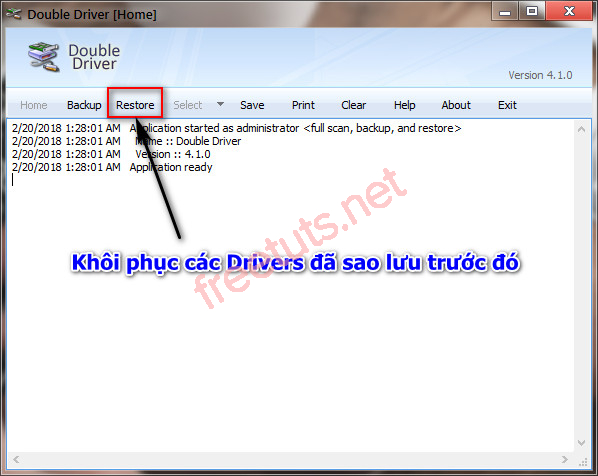 Double Driver [Home]
Double
Driver
Version 4.1.0
Home Backup Restore Select Save Print Clear Help About Exit
2/20/2018 1:28:01 AM Application started as administrator <full scan, backup, and restore>
2/20/2018 1:28:01 AM Name :: Double Driver
2/20/2018 1:28:01 AM Version :: 4.1.0
2/20/2018 1:28:01 AM Application ready
Khôi phục các Drivers đã sao lưu trước đó
freetuts.net